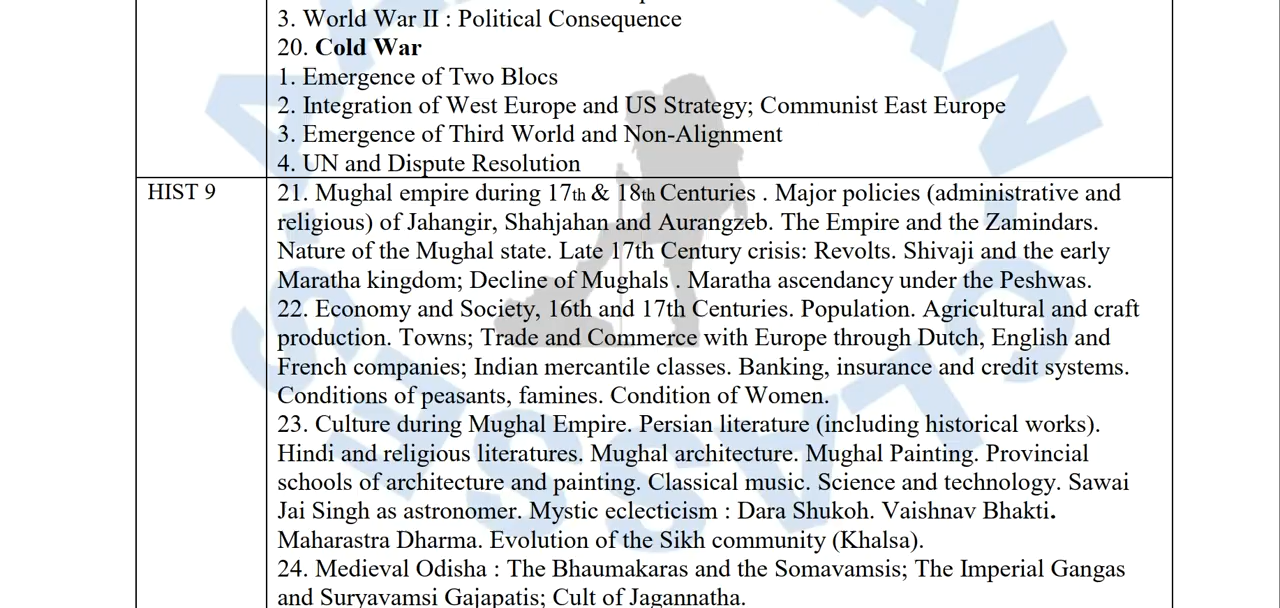 3. World War II : Political Consequence
20. Cold War
1. Emergence of Two Blocs
2. Integration of West Europe and US Strategy; Communist East Europe
3. Emergence of Third World and Non-Alignment
4. UN and Dispute Resolution
HIST 9
21. Mughal empire during 17th & 18th Centuries . Major policies (administrative and
religious) of Jahangir, Shahjahan and Aurangzeb. The Empire and the Zamindars.
Nature of the Mughal state. Late 17th Century crisis: Revolts. Shivaji and the early
Maratha kingdom; Decline of Mughals . Maratha ascendancy under the Peshwas.
22. Economy and Society, 16th and 17th Centuries. Population. Agricultural and craft
production. Towns; Trade and Commerce with Europe through Dutch, English and
French companies; Indian mercantile classes. Banking, insurance and credit systems.
Conditions of peasants, famines. Condition of Women.
23. Culture during Mughal Empire. Persian literature (including historical works).
Hindi and religious literatures. Mughal architecture. Mughal Painting. Provincial
schools of architecture and painting. Classical music. Science and technology. Sawai
Jai Singh as astronomer. Mystic eclecticism : Dara Shukoh. Vaishnav Bhakti.
Maharastra Dharma. Evolution of the Sikh community (Khalsa).
24. Medieval Odisha : The Bhaumakaras and the Somavamsis; The Imperial Gangas
and Suryavamsi Gajapatis; Cult of Jagannatha.